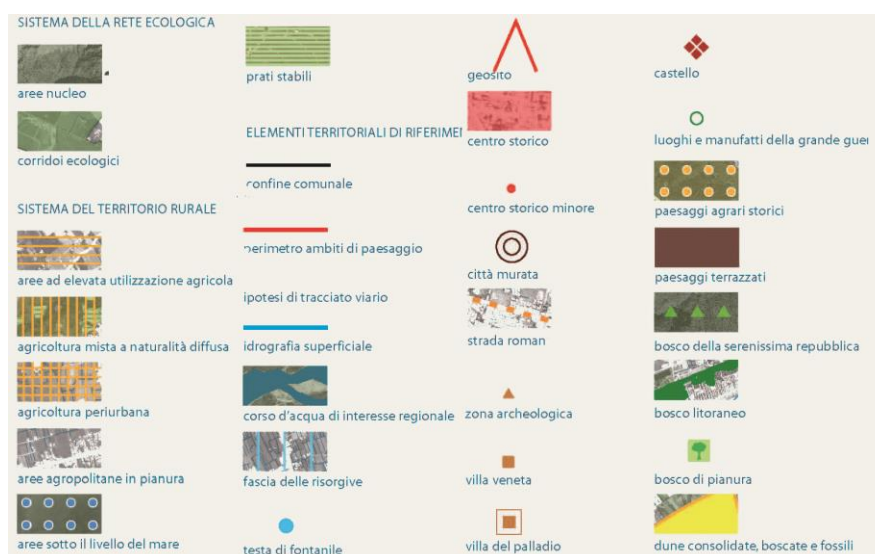 SISTEMA DELLA RETE ECOLOGICA
aree nucleo
corridoi ecologici
SISTEMA DEL TERRITORIO RURALE
aree ad elevata utilizzazione agricola
agricoltura mista a naturalità diffusa
agricoltura periurbana
aree agropolitane in pianura
aree sotto il livello del mare
prati stabili
ELEMENTI TERRITORIALI DI RIFERIME
confine comunale
perimetro ambiti di paesaggio
ipotesi di tracciato viario
idrografia superficiale
corso d'acqua di interesse regionale
fascia delle risorgive
testa di fontanile
geosito
centro storico
centro storico minore
città murata
strada roman
zona archeologica
villa veneta
villa del palladio
castello
luoghi e manufatti della grande guer
paesaggi agrari storici
paesaggi terrazzati
bosco della serenissima repubblica
bosco litoraneo
bosco di pianura
dune consolidate, boscate e fossili